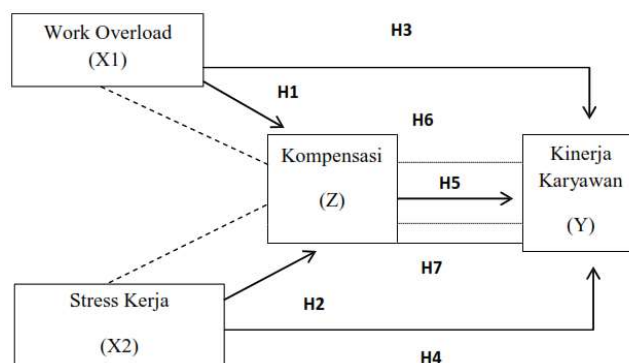 Work Overload
(X1)
H3
H1
H6
Kompensasi
(Z)
H5
Kinerja
Karyawan
(Y)
H7
Stress Kerja
(X2)
H2
H4